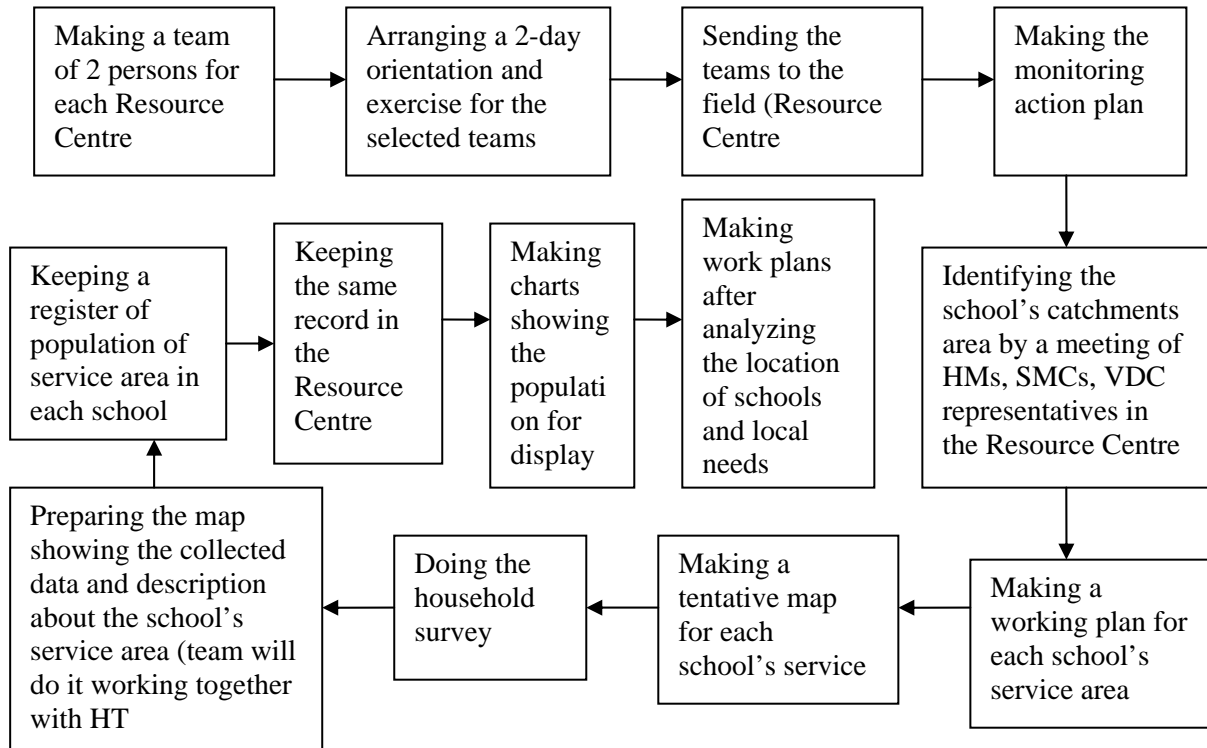 Making a team
of 2 persons for
each Resource
Centre
Arranging a 2-day
orientation and
exercise for the
selected teams
Sending the
teams to the
field (Resource
Centre
Making the
monitoring
action plan
Identifying the
school's catchments
area by a meeting of
HMs, SMCs, VDC
representatives in
the Resource Centre
Making a
working plan for
each school's
service area
Making a
tentative map
for each
school's service
Doing the
household
survey
Preparing the map
showing the collected
data and description
about the school's
service area (team will
do it working together
with HT
Keeping a
register of
population of
service area in
each school
Keeping
the same
record in
the
Resource
Centre
Making
charts
showing
the
populati
on for
display
Making
work plans
after
analyzing
the location
of schools
and local
needs